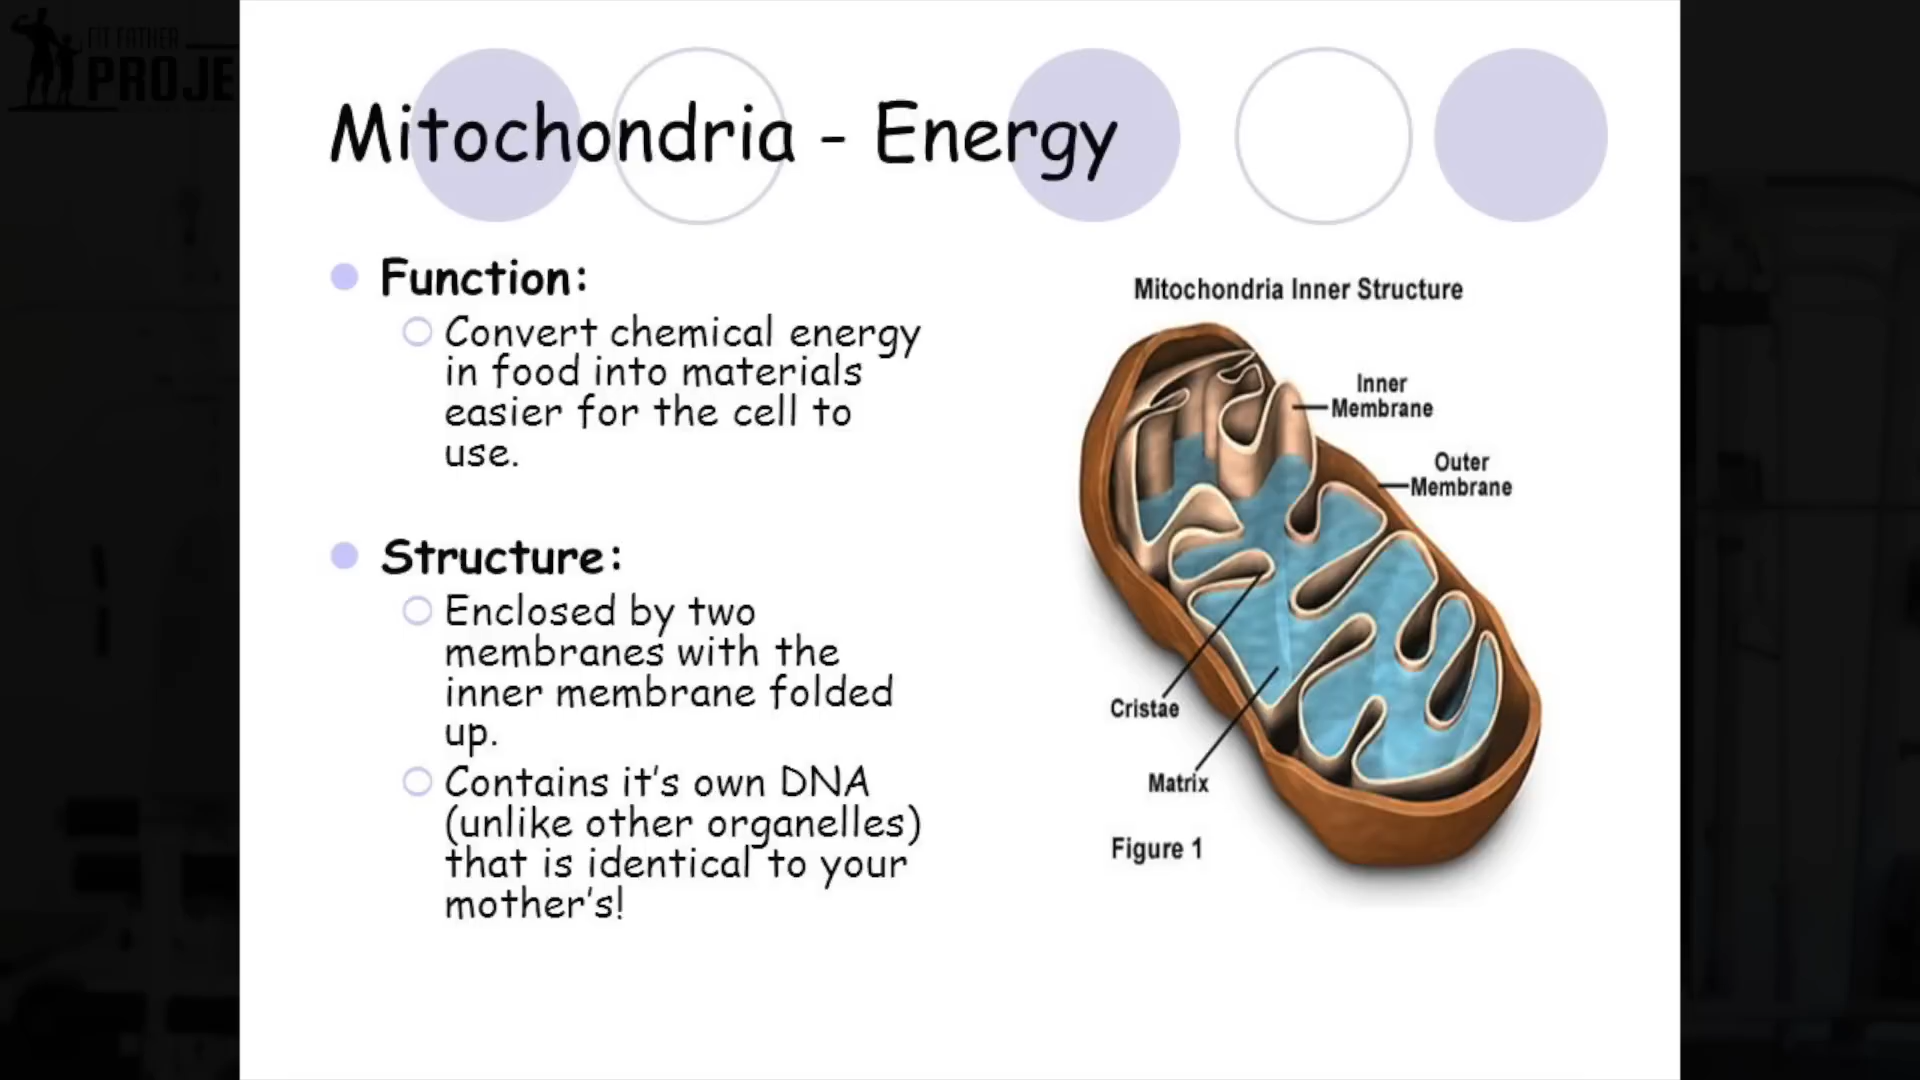 FIT FATHER
PROJE
Mitochondria - Energy
Function:
Convert chemical energy
in food into materials
easier for the cell to
use.
Structure:
Enclosed by two
membranes with the
inner membrane folded
up.
Contains it's own DNA
(unlike other organelles)
that is identical to your
mother's!
Mitochondria Inner Structure
Inner
Membrane
Outer
Membrane
Cristae
Matrix
Figure 1